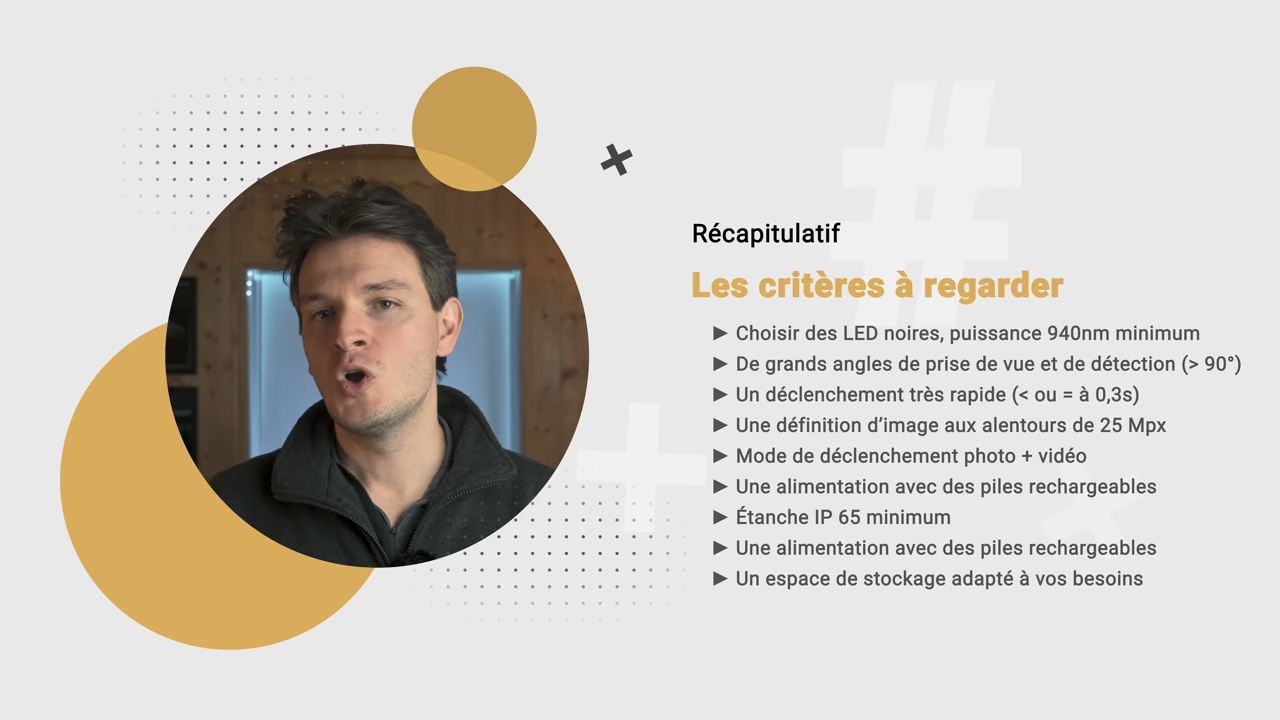 Récapitulatif
Les critères à regarder
► Choisir des LED noires, puissance 940nm minimum
► De grands angles de prise de vue et de détection (> 90°)
► Un déclenchement très rapide (< ou = à 0,3s)
► Une définition d’image aux alentours de 25 Mpx
► Mode de déclenchement photo + vidéo
► Une alimentation avec des piles rechargeables
► Étanche IP 65 minimum
► Une alimentation avec des piles rechargeables
► Un espace de stockage adapté à vos besoins